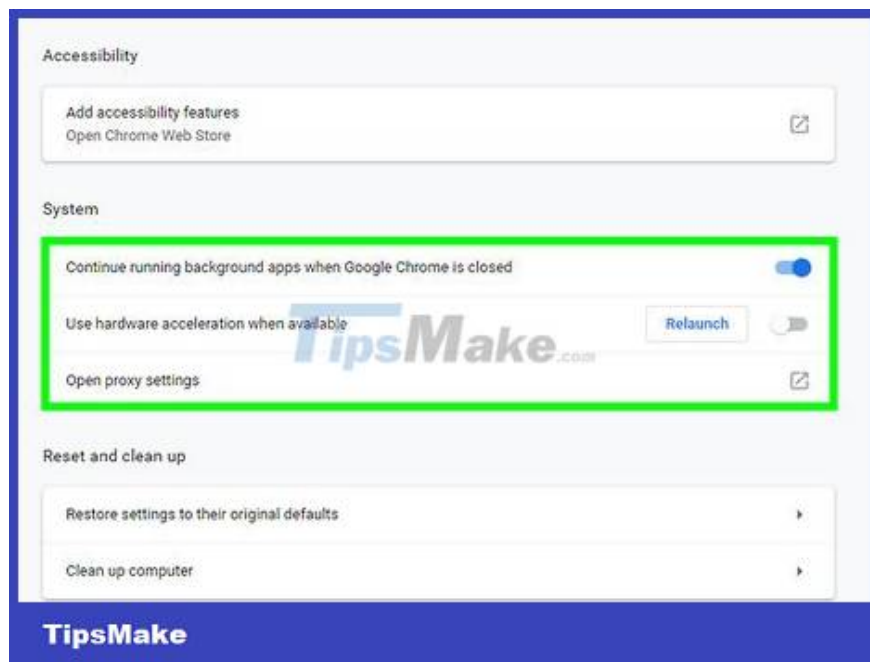 Accessibility
Add accessibility features
Open Chrome Web Store
System
Continue running background apps when Google Chrome is closed
Use hardware acceleration when available
Relaunch
TipsMake.com
Open proxy settings
Reset and clean up
Restore settings to their original defaults
Clean up computer
TipsMake